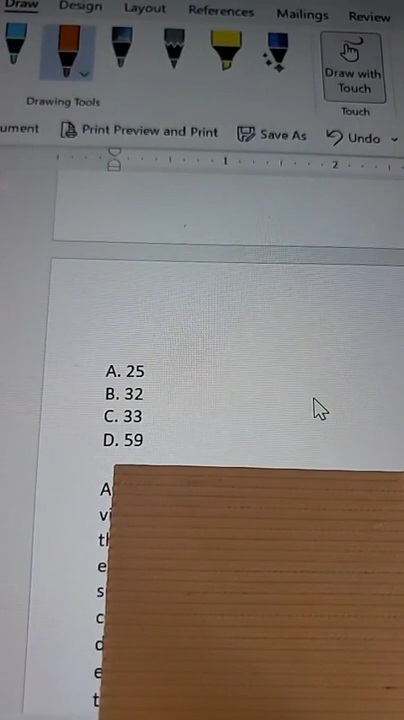 Draw Design Layout References Mailings Review
Draw with
Touch
Drawing Tools
Touch
ument Print Preview and Print Save As Undo
1 2
A. 25
B. 32
C. 33
D. 59
A
vi
th
e
s
c
d
e
t